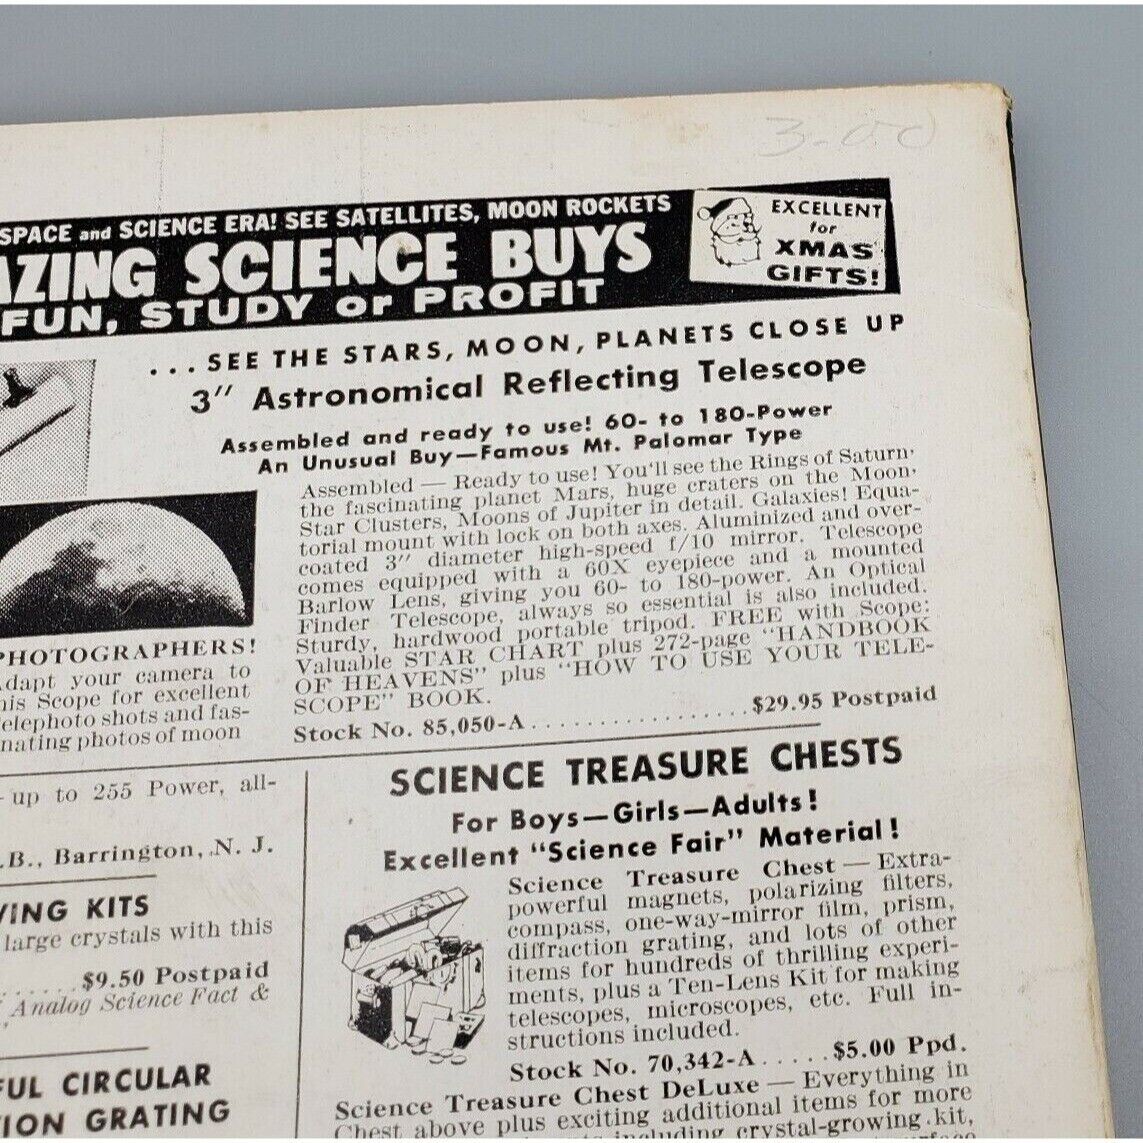 3.00
SPACE and SCIENCE ERA! SEE SATELLITES, MOON ROCKETS
AZING SCIENCE BUYS
FUN, STUDY or PROFIT
EXCELLENT
for
XMAS
GIFTS!
. . . SEE THE STARS, MOON, PLANETS CLOSE UP
3″ Astronomical Reflecting Telescope
Assembled and ready to use! 60- to 180-Power
An Unusual Buy—Famous Mt. Palomar Type
Assembled — Ready to use! You'll see the Rings of Saturn,
the fascinating planet Mars, huge craters on the Moon,
Star Clusters, Moons of Jupiter in detail. Galaxies! Equa-
torial mount with lock on both axes. Aluminized and over-
coated 3″ diameter high-speed f/10 mirror. Telescope
comes equipped with a 60X eyepiece and a mounted
Barlow Lens, giving you 60- to 180-power. An Optical
Finder Telescope, always so essential is also included.
Sturdy, hardwood portable tripod. FREE with Scope:
Valuable STAR CHART plus 272-page "HANDBOOK
OF HEAVENS" plus "HOW TO USE YOUR TELE-
SCOPE" BOOK.
Stock No. 85,050-A . . . . . . . . . . . . . . . . . . $29.95 Postpaid
PHOTOGRAPHERS!
Adapt your camera to
his Scope for excellent
elephoto shots and fas-
nating photos of moon
up to 255 Power, all-
.B., Barrington, N. J.
WING KITS
large crystals with this
. . . . . . $9.50 Postpaid
Analog Science Fact &
FUL CIRCULAR
ION GRATING
SCIENCE TREASURE CHESTS
For Boys—Girls—Adults!
Excellent "Science Fair" Material!
Science Treasure Chest — Extra-
powerful magnets, polarizing filters,
compass, one-way-mirror film, prism,
diffraction grating, and lots of other
items for hundreds of thrilling experi-
ments, plus a Ten-Lens Kit for making
telescopes, microscopes, etc. Full in-
structions included.
Stock No. 70,342-A . . . . . . $5.00 Ppd.
Science Treasure Chest DeLuxe — Everything in
Chest above plus exciting additional items for more
including crystal-growing kit,